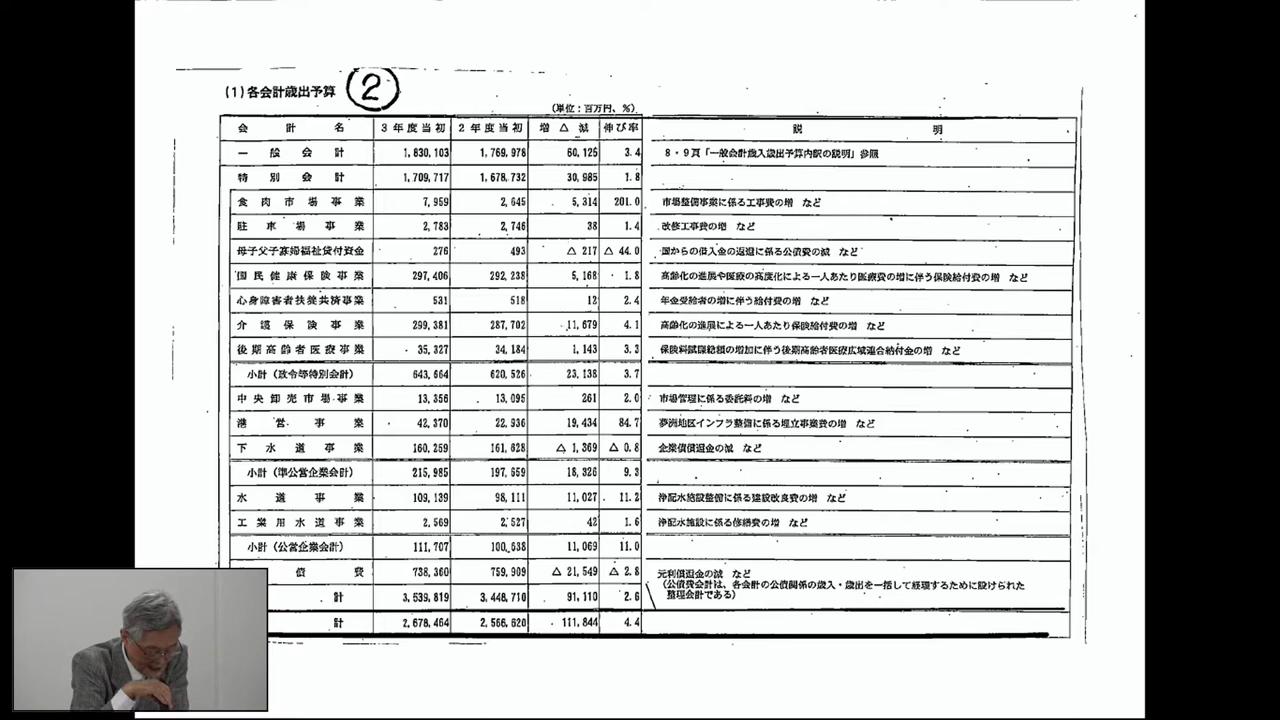 (1)各会計歳出予算 ②
(単位:百万円、%)
会計名 3年度当初 2年度当初 増△減 伸び率 説明
一般会計 1,830,103 1,769,978 60,125 3.4 8・9頁「一般会計歳入歳出予算内訳の説明」参照
特別会計 1,709,717 1,678,732 30,985 1.8
食肉市場事業 7,959 2,645 5,314 201.0 市場整備事業に係る工事費の増 など
駐車場事業 2,783 2,746 38 1.4 改修工事費の増 など
母子父子寡婦福祉貸付資金 276 493 △217 △44.0 国からの借入金の返還に係る公債費の減 など
国民健康保険事業 297,406 292,238 5,168 1.8 高齢化の進展や医療の高度化による一人あたり医療費の増に伴う保険給付費の増 など
心身障害者扶養共済事業 531 518 12 2.4 年金受給者の増に伴う給付費の増 など
介護保険事業 299,381 287,702 11,679 4.1 高齢化の進展による一人あたり保険給付費の増 など
後期高齢者医療事業 35,327 34,184 1,143 3.3 保険料賦課総額の増加に伴う後期高齢者医療広域連合納付金の増 など
小計(政令等特別会計) 643,664 620,526 23,138 3.7
中央卸売市場事業 13,356 13,095 261 2.0 市場管理に係る委託料の増 など
港営事業 42,370 22,936 19,434 84.7 夢洲地区インフラ整備に係る埋立事業費の増 など
下水道事業 160,259 161,628 △1,369 △0.8 企業債償還金の減 など
小計(準公営企業会計) 215,985 197,659 18,326 9.3
水道事業 109,139 98,111 11,027 11.2 浄配水施設整備に係る建設改良費の増 など
工業用水道事業 2,569 2,527 42 1.6 浄配水施設に係る修繕費の増 など
小計(公営企業会計) 111,707 100,638 11,069 11.0
債費 738,360 759,909 △21,549 △2.8 元利償還金の減 など
(公債費会計は、各会計の公債関係の歳入・歳出を一括して経理するために設けられた
整理会計である)
計 3,539,819 3,448,710 91,110 2.6
計 2,678,464 2,566,620 111,844 4.4